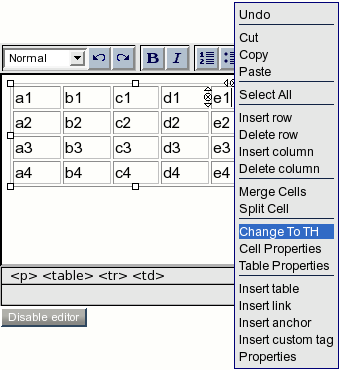 Normal B I
a1 b1 c1 d1 e1
a2 b2 c2 d2 e2
a3 b3 c3 d3 e3
a4 b4 c4 d4 e4
<p> <table> <tr> <td>
Disable editor
Undo
Cut
Copy
Paste
Select All
Insert row
Delete row
Insert column
Delete column
Merge Cells
Split Cell
Change To TH
Cell Properties
Table Properties
Insert table
Insert link
Insert anchor
Insert custom tag
Properties